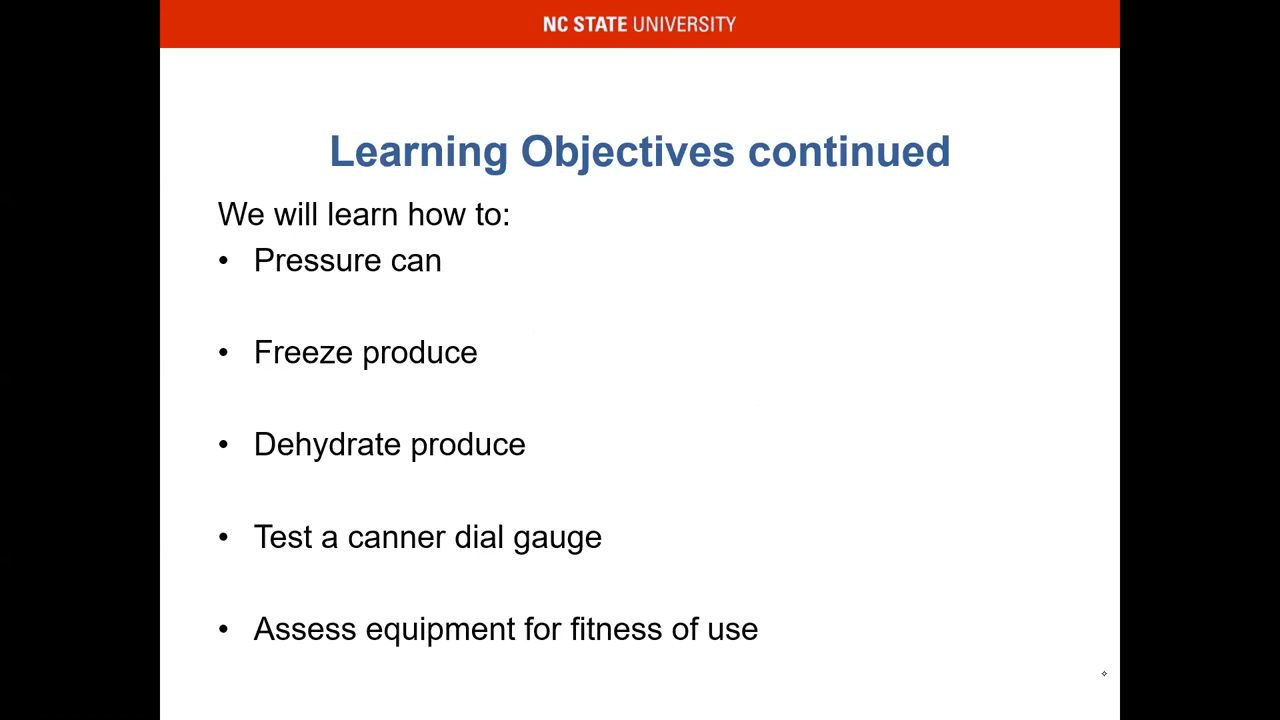 NC STATE UNIVERSITY
Learning Objectives continued
We will learn how to:
• Pressure can
• Freeze produce
• Dehydrate produce
• Test a canner dial gauge
• Assess equipment for fitness of use